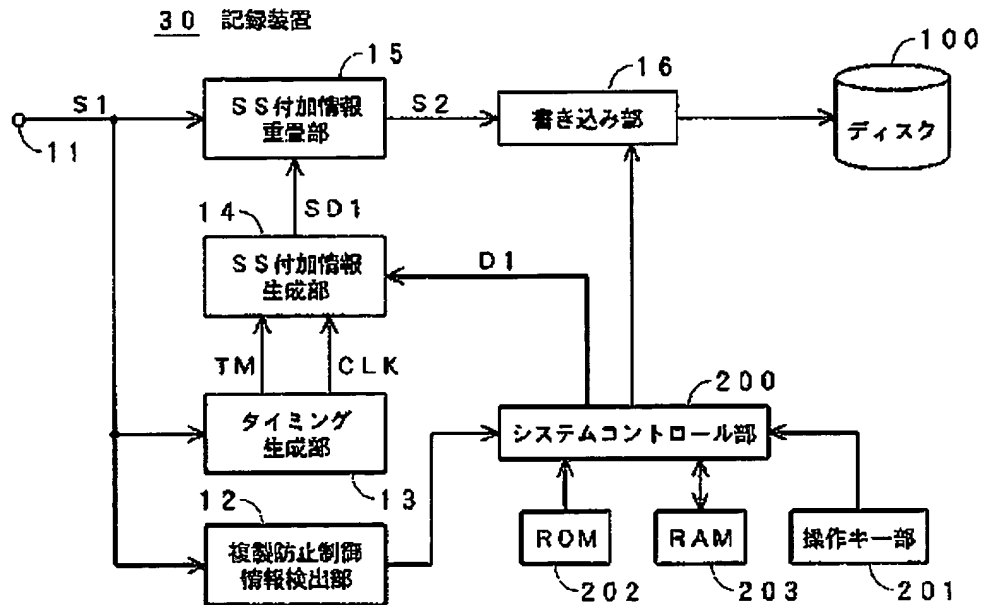 ３０ 記録装置
１５
１６
１００
Ｓ１
ＳＳ付加情報
重畳部
Ｓ２
書き込み部
ディスク
１１
１４
ＳＤ１
ＳＳ付加情報
生成部
Ｄ１
ＴＭ
ＣＬＫ
２００
タイミング
生成部
システムコントロール部
１２
１３
複製防止制御
情報検出部
ＲＯＭ
ＲＡＭ
操作キー部
２０２
２０３
２０１